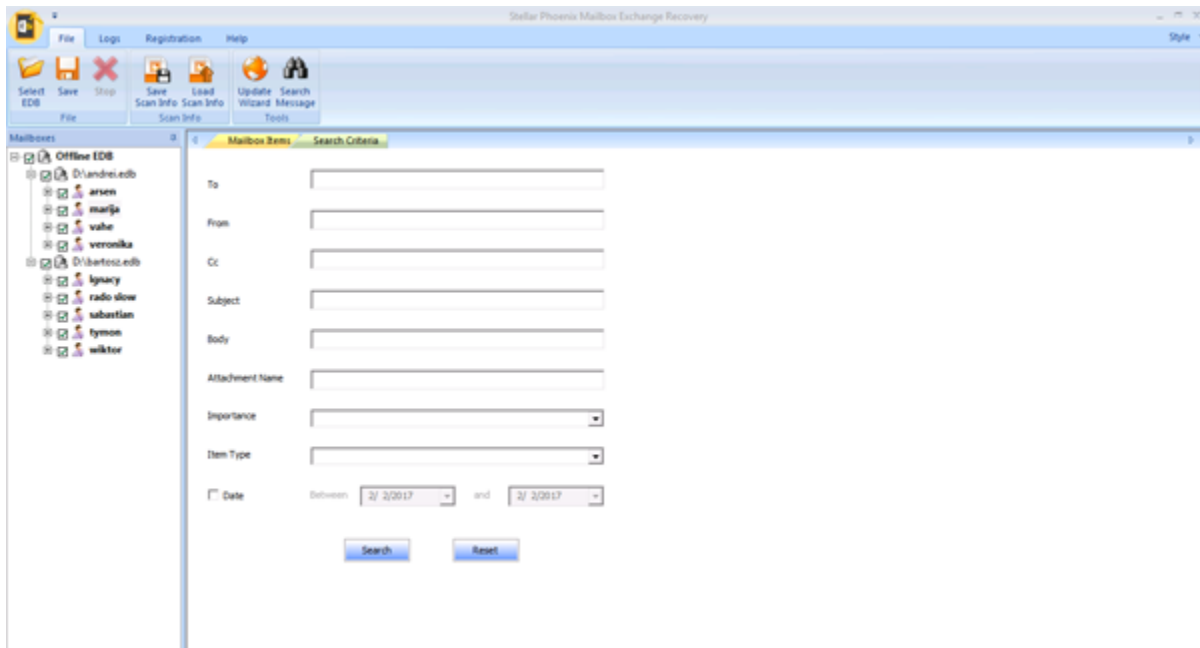 Stellar Phoenix Mailbox Exchange Recovery
File Logs Registration Help Style
Select EDB
Save
Stop
Save Scan Info
Load Scan Info
Update Wizard
Search Message
File Scan Info Tools
Mailboxes
Mailbox Items Search Criteria
Offline EDB
D:\andrei.edb
arsen
marija
vahe
veronika
D:\bartosz.edb
Ignacy
rado slow
sabastian
tymon
wiktor
To
From
Cc
Subject
Body
Attachment Name
Importance
Item Type
Date Between 2/ 2/2017 and 2/ 2/2017
Search Reset